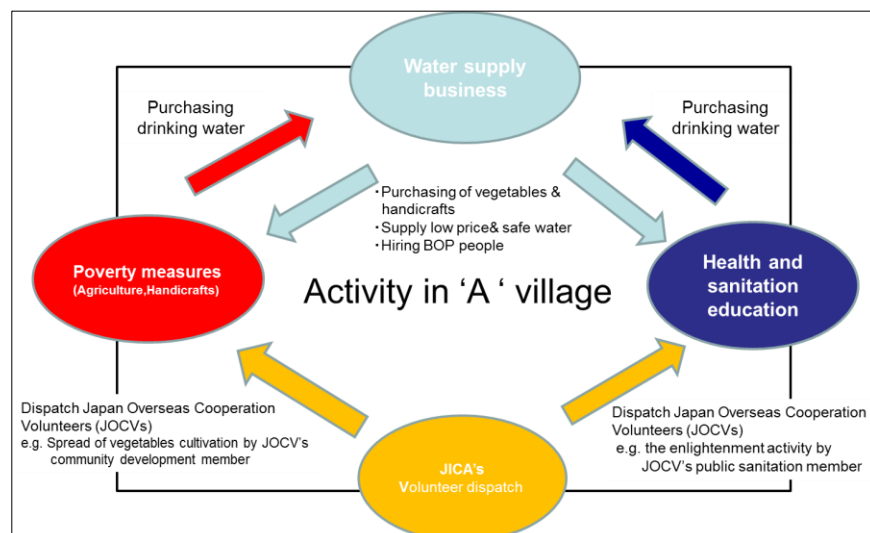 Water supply
business
Purchasing
drinking water
Purchasing
drinking water
・Purchasing of vegetables &
handicrafts
・Supply low price& safe water
・Hiring BOP people
Poverty measures
(Agriculture,Handicrafts)
Health and
sanitation
education
Activity in ‘A ‘ village
Dispatch Japan Overseas Cooperation
Volunteers (JOCVs)
e.g. Spread of vegetables cultivation by JOCV’s
community development member
JICA’s
Volunteer dispatch
Dispatch Japan Overseas Cooperation
Volunteers (JOCVs)
e.g. the enlightenment activity by
JOCV’s public sanitation member